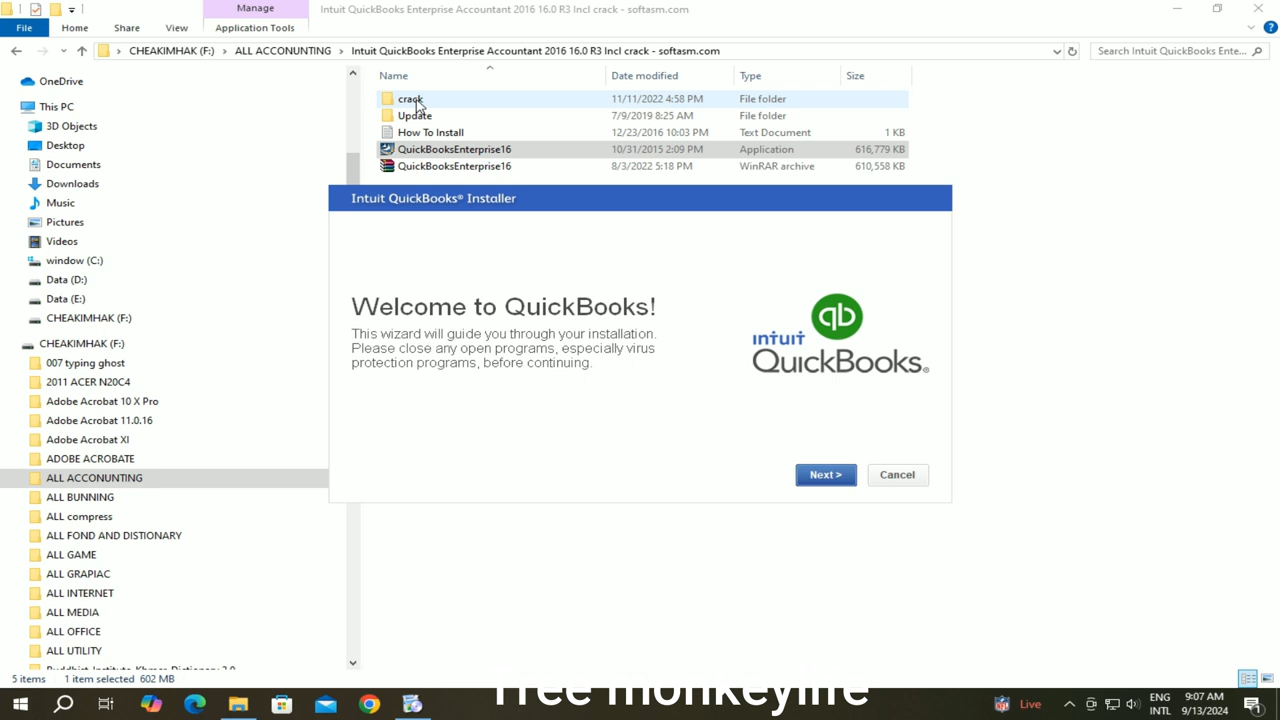 Manage
Intuit QuickBooks Enterprise Accountant 2016 16.0 R3 Incl crack - softasm.com
File
Home
Share
View
Application Tools
CHEAKIMHAK (F:)
ALL ACCONUNTING
Intuit QuickBooks Enterprise Accountant 2016 16.0 R3 Incl crack - softasm.com
Search Intuit QuickBooks Ente...
Name
Date modified
Type
Size
crack 11/11/2022 4:58 PM File folder
Update 7/9/2019 8:25 AM File folder
How To Install 12/23/2016 10:03 PM Text Document 1 KB
QuickBooksEnterprise16 10/31/2015 2:09 PM Application 616,779 KB
QuickBooksEnterprise16 8/3/2022 5:18 PM WinRAR archive 610,558 KB
OneDrive
This PC
3D Objects
Desktop
Documents
Downloads
Music
Pictures
Videos
window (C:)
Data (D:)
Data (E:)
CHEAKIMHAK (F:)
CHEAKIMHAK (F:)
007 typing ghost
2011 ACER N20C4
Adobe Acrobat 10 X Pro
Adobe Acrobat 11.0.16
Adobe Acrobat XI
ADOBE ACROBATE
ALL ACCONUNTING
ALL BUNNING
ALL compress
ALL FOND AND DISTIONARY
ALL GAME
ALL GRAPIAC
ALL INTERNET
ALL MEDIA
ALL OFFICE
ALL UTILITY
Intuit QuickBooks® Installer
Welcome to QuickBooks!
This wizard will guide you through your installation.
Please close any open programs, especially virus
protection programs, before continuing.
qb
ıntuıt
QuickBooks®
Next >
Cancel
5 items
1 item selected 602 MB
free monkeylife
Live
ENG
INTL
9:07 AM
9/13/2024